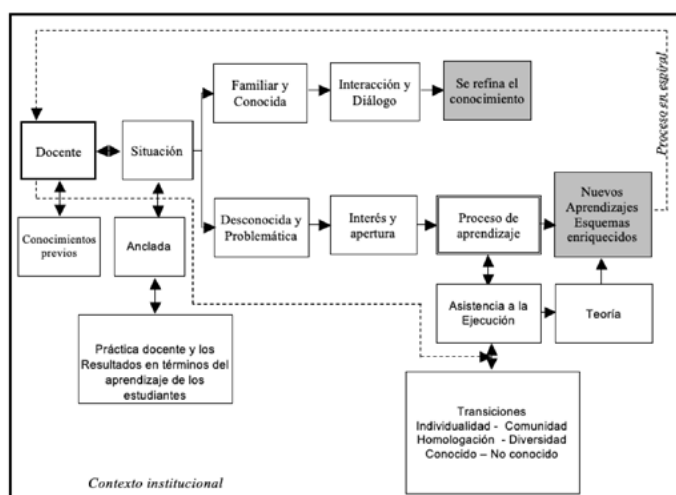 Familiar y
Conocida
Interacción y
Diálogo
Se refina el
conocimiento
Proceso en espiral
Docente
Situación
Desconocida y
Problemática
Interés y
apertura
Proceso de
aprendizaje
Nuevos
Aprendizajes
Esquemas
enriquecidos
Conocimientos
previos
Anclada
Asistencia a la
Ejecución
Teoría
Práctica docente y los
Resultados en términos del
aprendizaje de los
estudiantes
Transiciones
Individualidad - Comunidad
Homologación - Diversidad
Conocido – No conocido
Contexto institucional